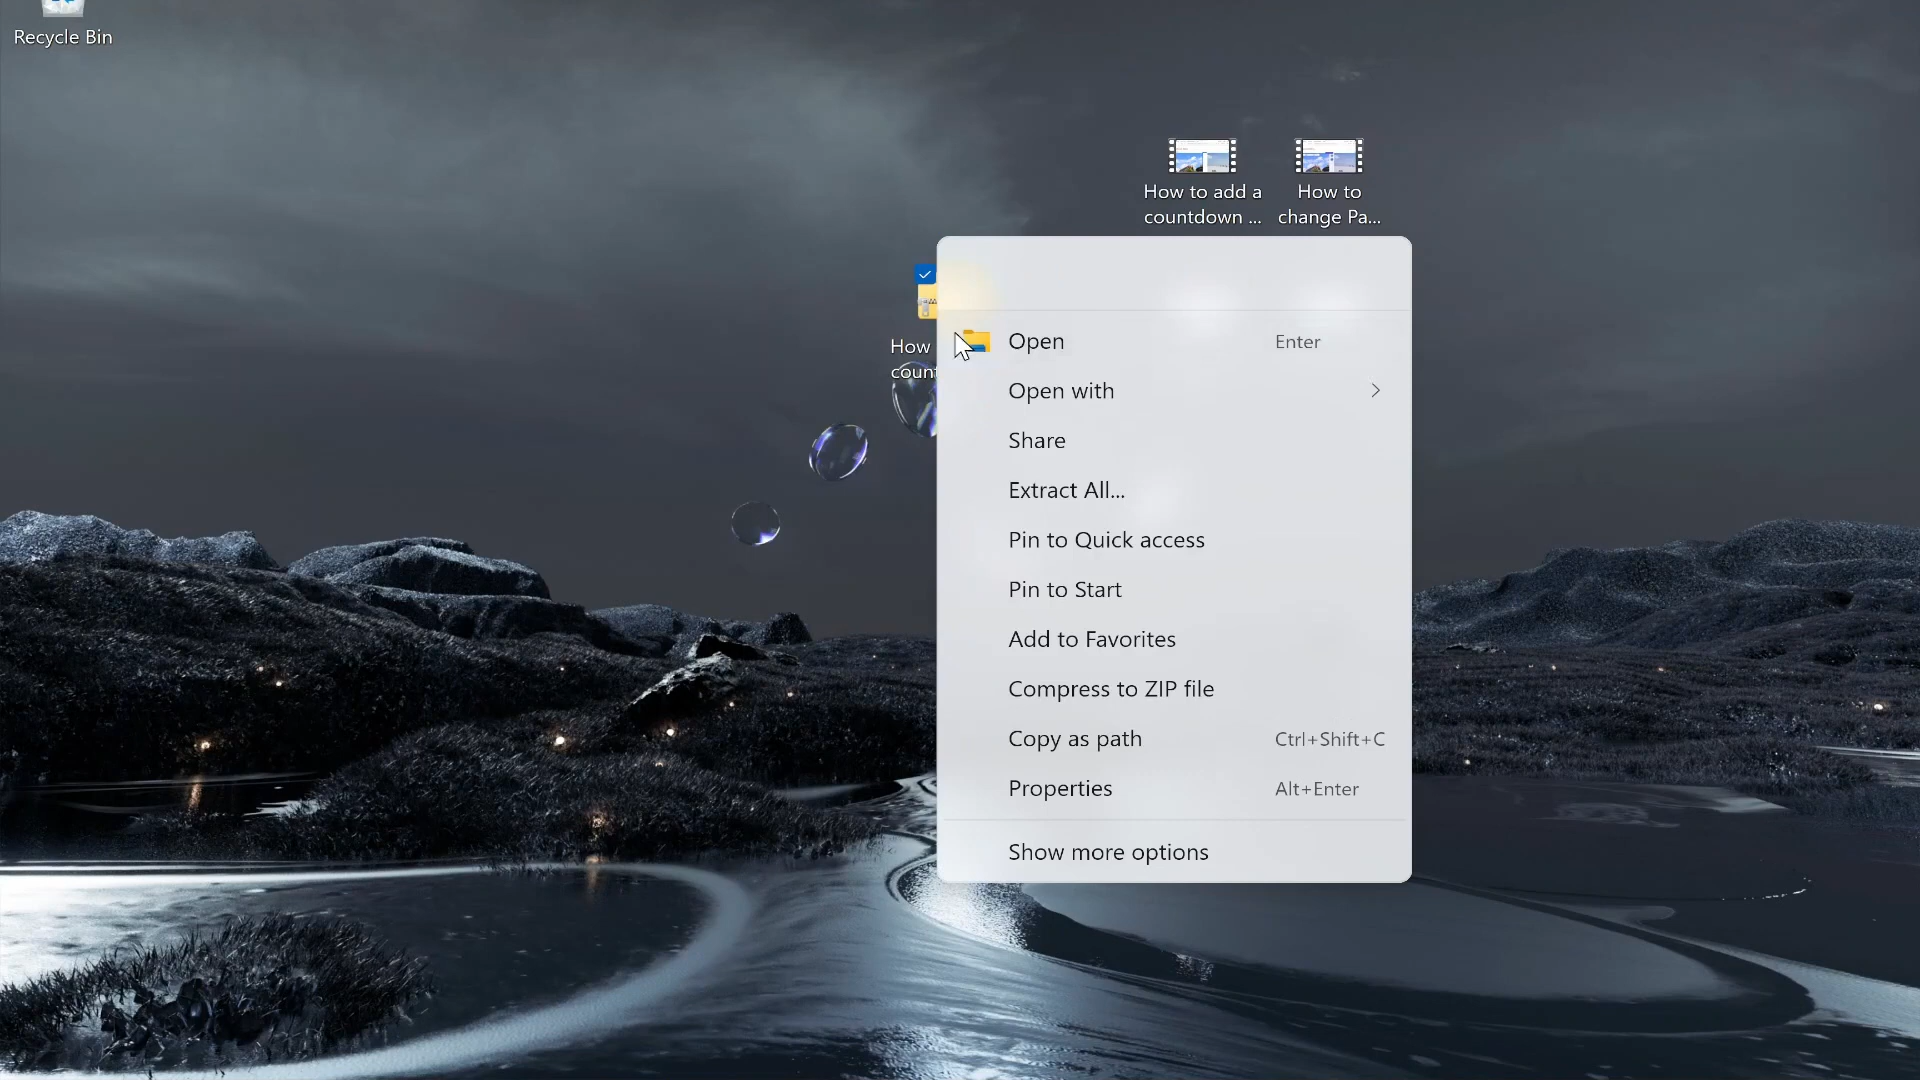 Recycle Bin
How to add a
countdown ...
How to
change Pa...
How
count
Open Enter
Open with
Share
Extract All...
Pin to Quick access
Pin to Start
Add to Favorites
Compress to ZIP file
Copy as path Ctrl+Shift+C
Properties Alt+Enter
Show more options